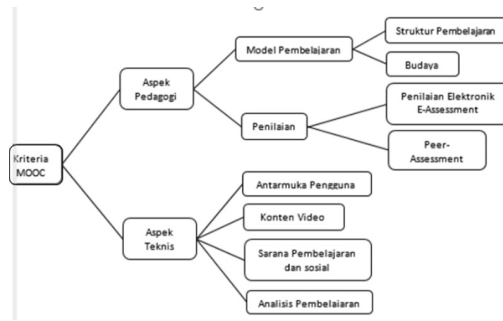 Kriteria
MOOC
Aspek
Pedagogi
Model Pembelajaran
Struktur Pembelajaran
Budaya
Penilaian
Penilaian Elektronik
E-Assessment
Peer-
Assessment
Aspek
Teknis
Antarmuka Pengguna
Konten Video
Sarana Pembelajaran
dan sosial
Analisis Pembelajaran